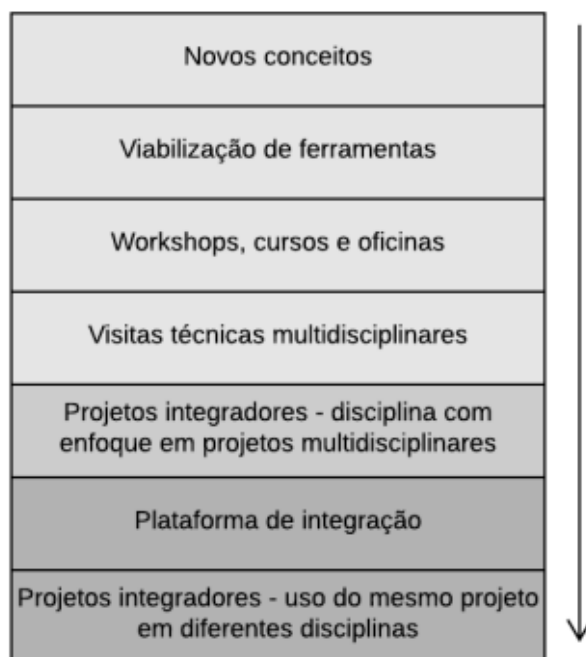 Novos conceitos
Viabilização de ferramentas
Workshops, cursos e oficinas
Visitas técnicas multidisciplinares
Projetos integradores - disciplina com
enfoque em projetos multidisciplinares
Plataforma de integração
Projetos integradores - uso do mesmo projeto
em diferentes disciplinas